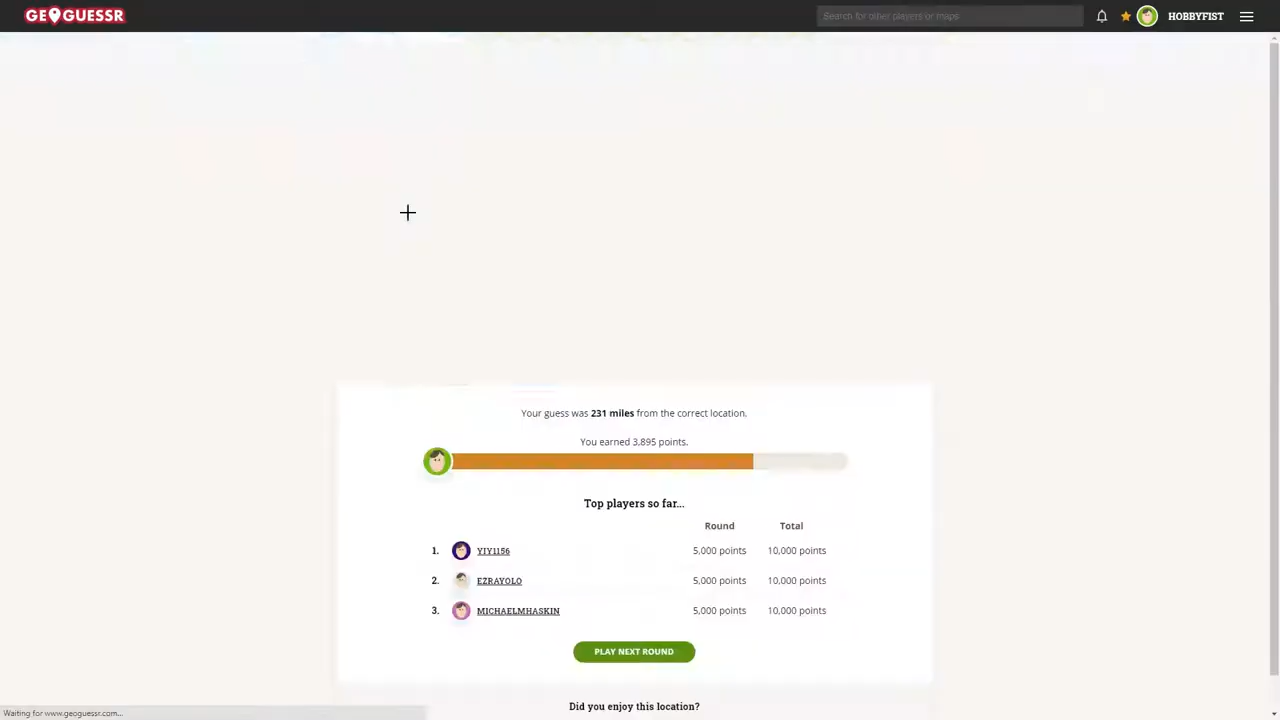 GEOGUESSR
Search for other players or maps
HOBBYFIST
Your guess was 231 miles from the correct location.
You earned 3,895 points.
Top players so far...
Round Total
1. YIY1156 5,000 points 10,000 points
2. EZRAYOLO 5,000 points 10,000 points
3. MICHAELMHASKIN 5,000 points 10,000 points
PLAY NEXT ROUND
Did you enjoy this location?
Waiting for www.geoguessr.com...